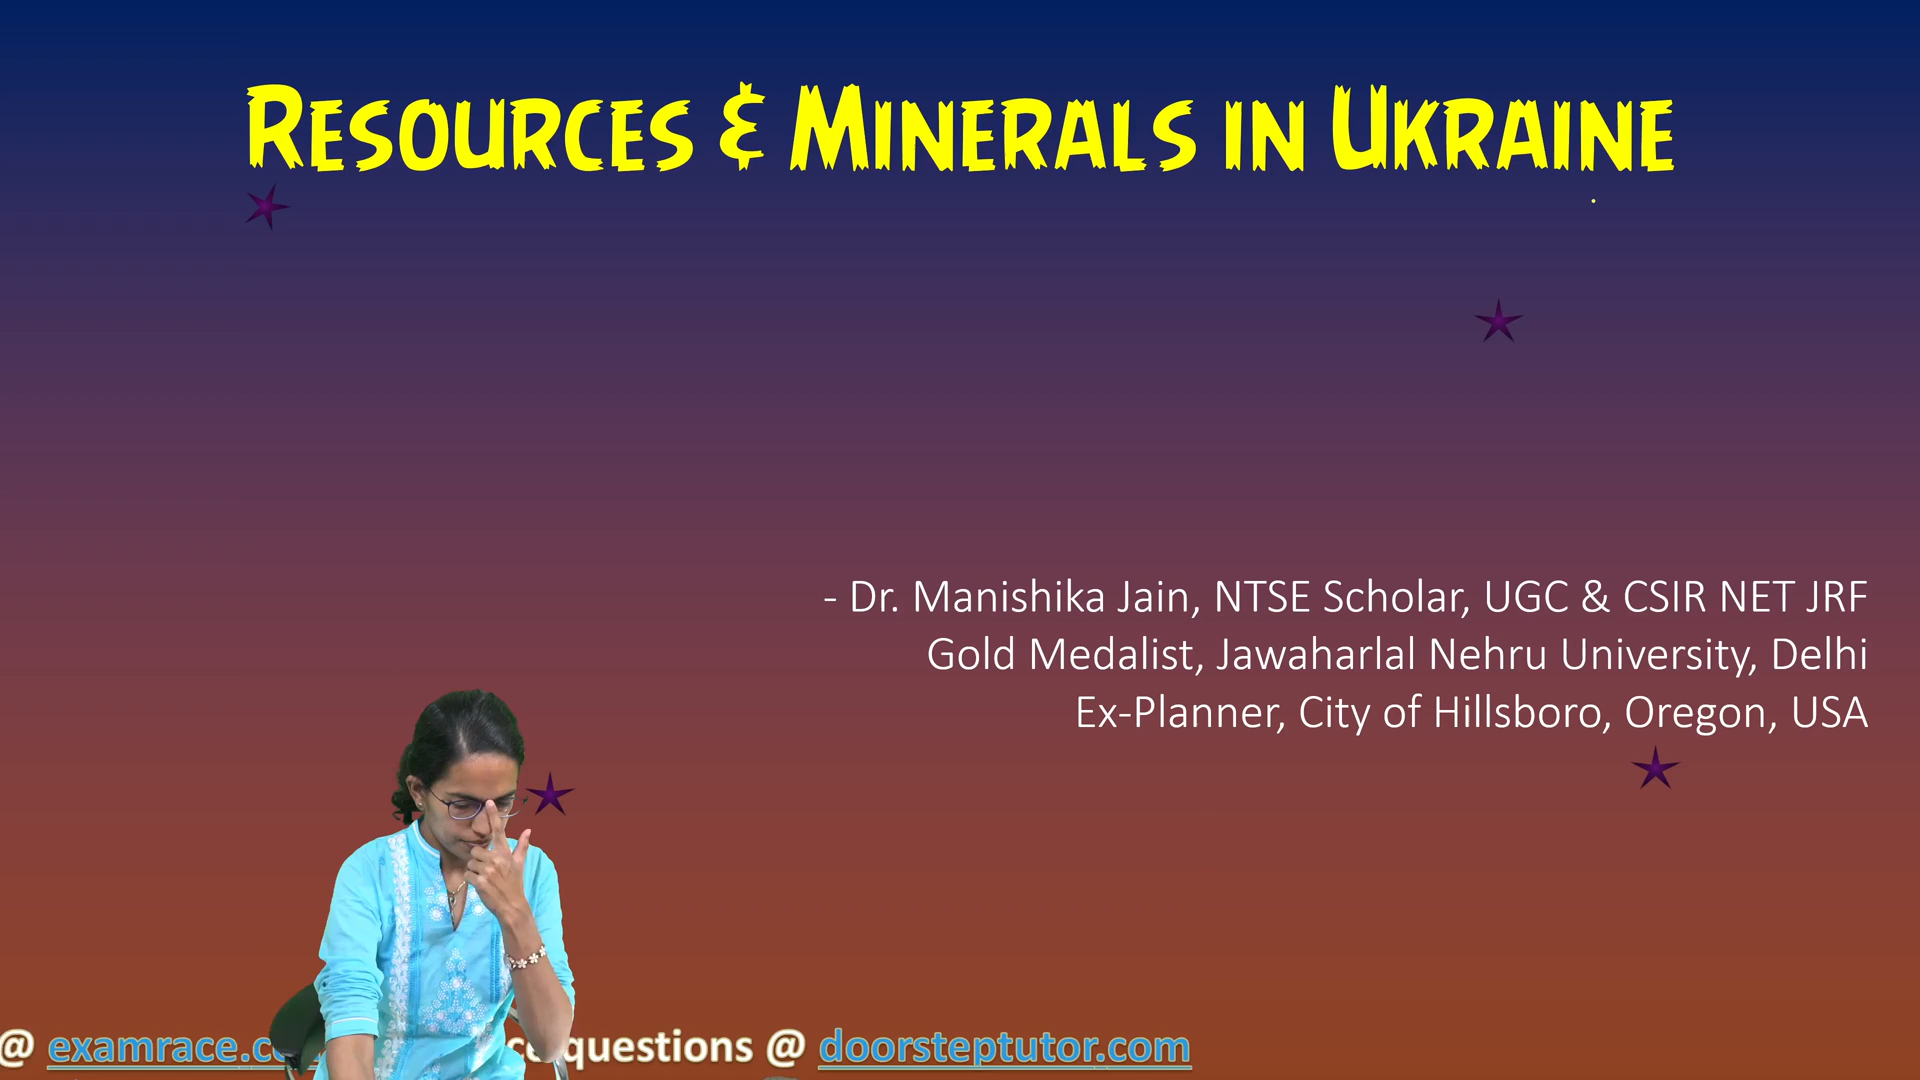 Resources & Minerals in Ukraine
- Dr. Manishika Jain, NTSE Scholar, UGC & CSIR NET JRF
Gold Medalist, Jawaharlal Nehru University, Delhi
Ex-Planner, City of Hillsboro, Oregon, USA
@ examrace.c questions @ doorsteptutor.com